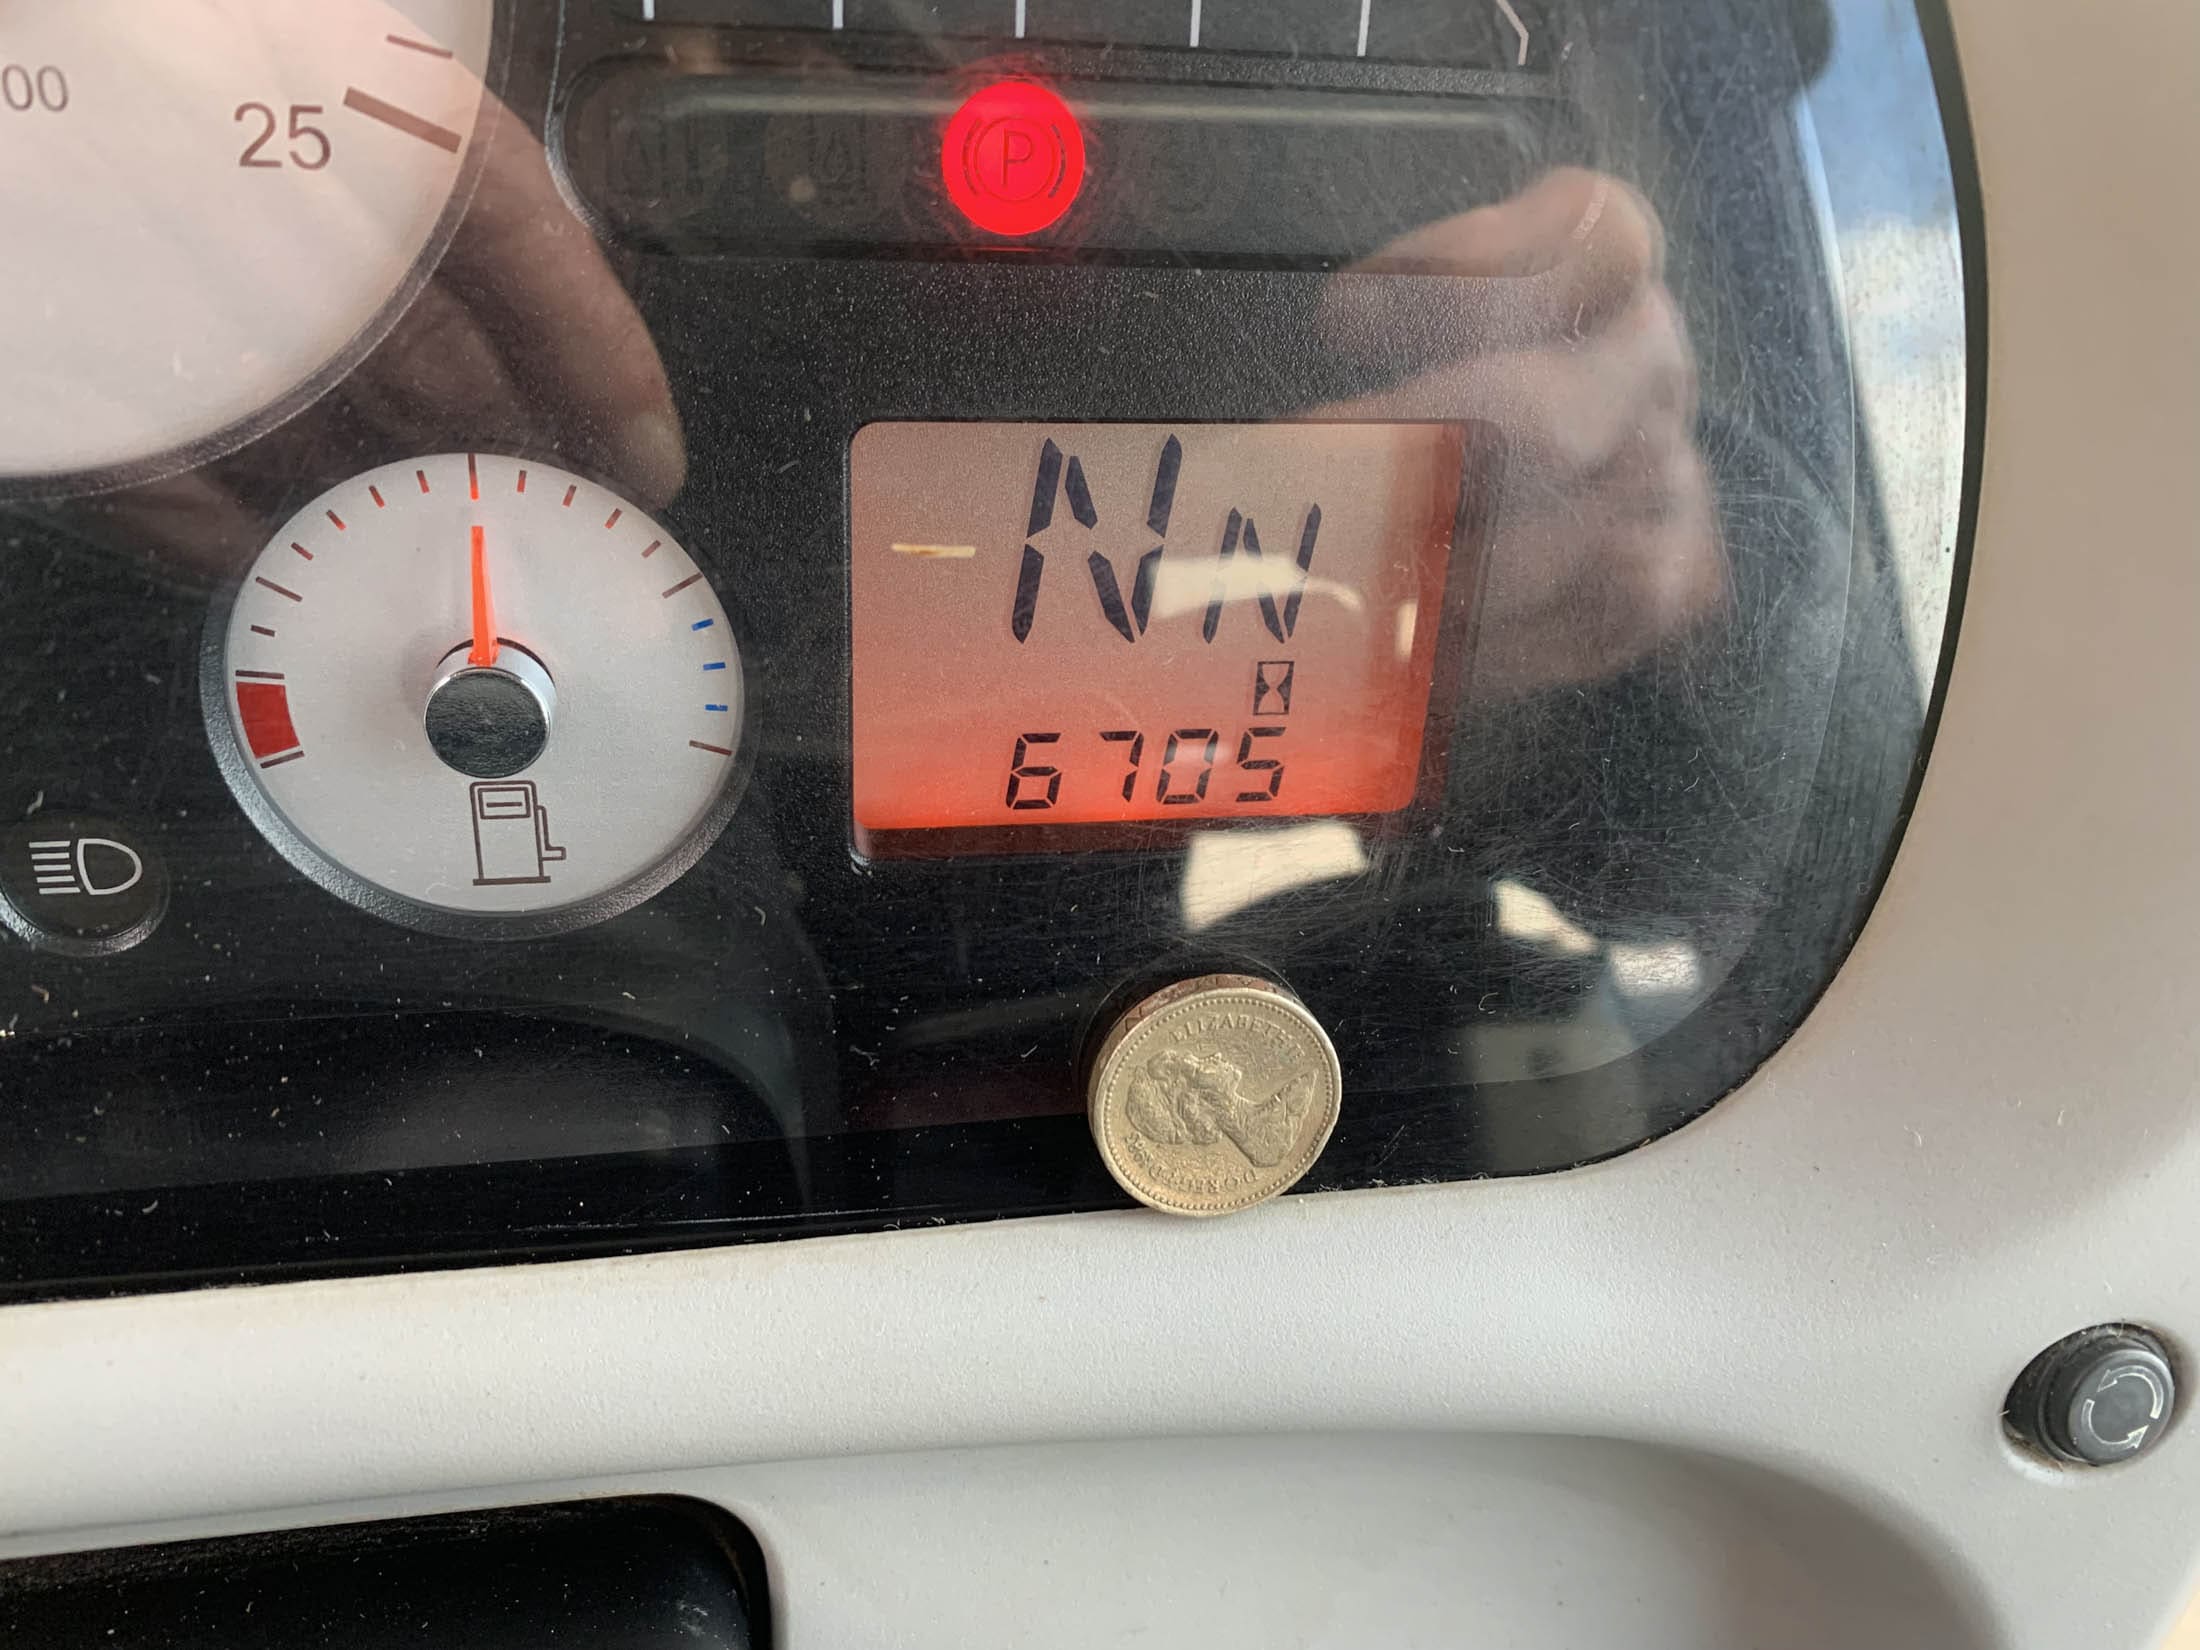 00
25
P
Nn
6705
ELIZABETH II
D·G·REG·F·D·